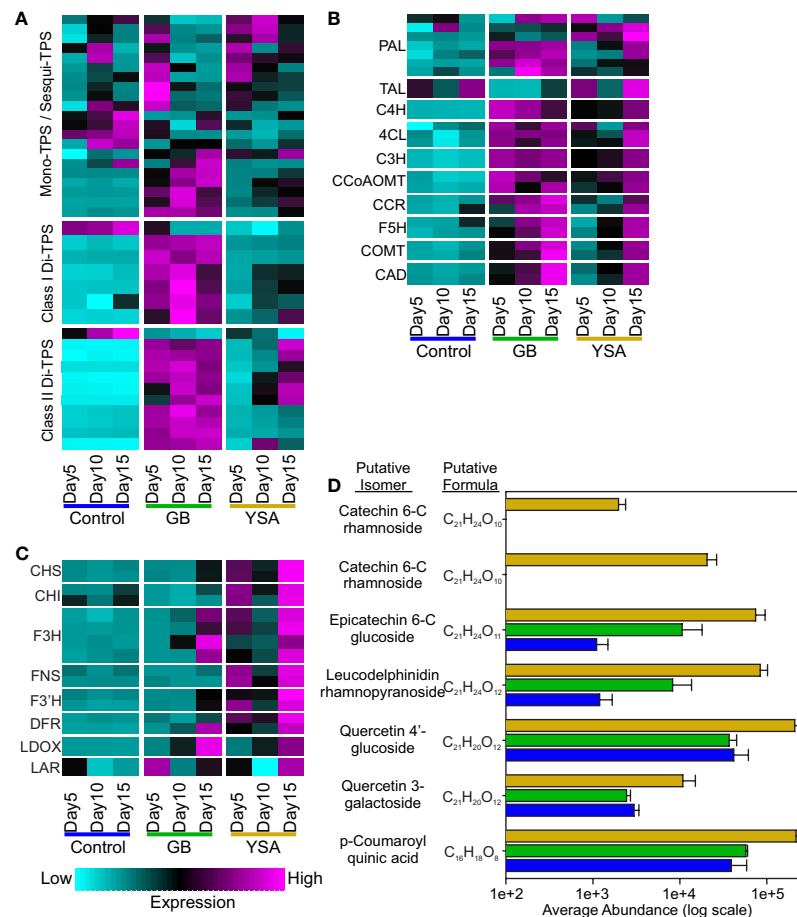 A
Mono-TPS / Sesqui-TPS
Class I Di-TPS
Class II Di-TPS
Day5
Day10
Day15
Day5
Day10
Day15
Day5
Day10
Day15
Control
GB
YSA
B
PAL
TAL
C4H
4CL
C3H
CCoAOMT
CCR
F5H
COMT
CAD
Day5
Day10
Day15
Day5
Day10
Day15
Day5
Day10
Day15
Control
GB
YSA
C
CHS
CHI
F3H
FNS
F3'H
DFR
LDOX
LAR
Day5
Day10
Day15
Day5
Day10
Day15
Day5
Day10
Day15
Control
GB
YSA
Low
High
Expression
D
Putative Isomer
Putative Formula
Catechin 6-C rhamnoside
C₂₁H₂₄O₁₀
Catechin 6-C rhamnoside
C₂₁H₂₄O₁₀
Epicatechin 6-C glucoside
C₂₁H₂₄O₁₁
Leucodelphinidin rhamnopyranoside
C₂₁H₂₄O₁₂
Quercetin 4'-glucoside
C₂₁H₂₀O₁₂
Quercetin 3-galactoside
C₂₁H₂₀O₁₂
p-Coumaroyl quinic acid
C₁₆H₁₈O₈
1e+2
1e+3
1e+4
1e+5
Average Abundance (log scale)